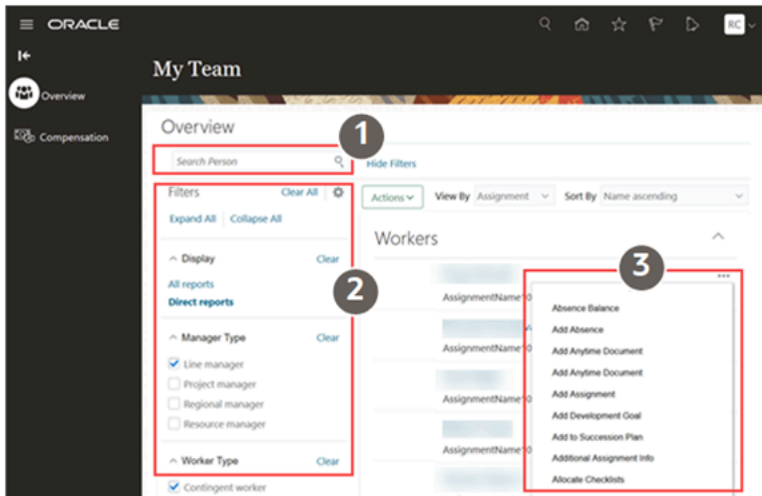 ORACLE
RC
My Team
Overview
Compensation
Overview
1
Search Person
Hide Filters
Filters
Clear All
Actions
View By
Assignment
Sort By
Name ascending
Expand All
Collapse All
Workers
Display
Clear
All reports
Direct reports
2
3
AssignmentName10
Absence Balance
Add Absence
Manager Type
Clear
AssignmentName10
Add Anytime Document
Line manager
Add Anytime Document
Project manager
Regional manager
AssignmentName10
Add Assignment
Resource manager
Add Development Goal
Add to Succession Plan
AssignmentName10
Worker Type
Clear
Additional Assignment Info
Contingent worker
Allocate Checklists